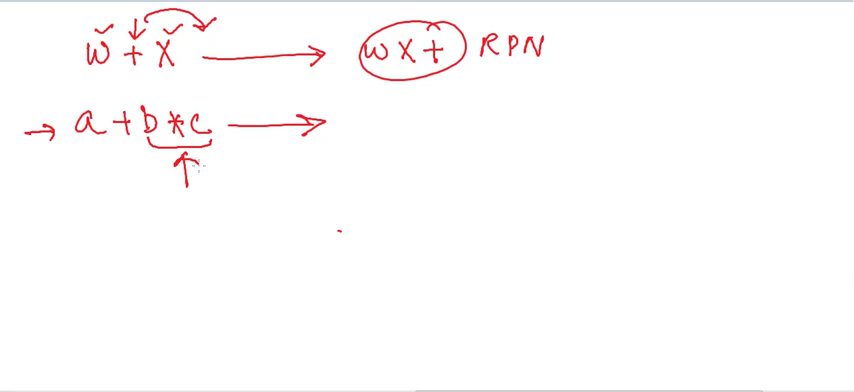 w + x → wx+ RPN
→ a + b * c →